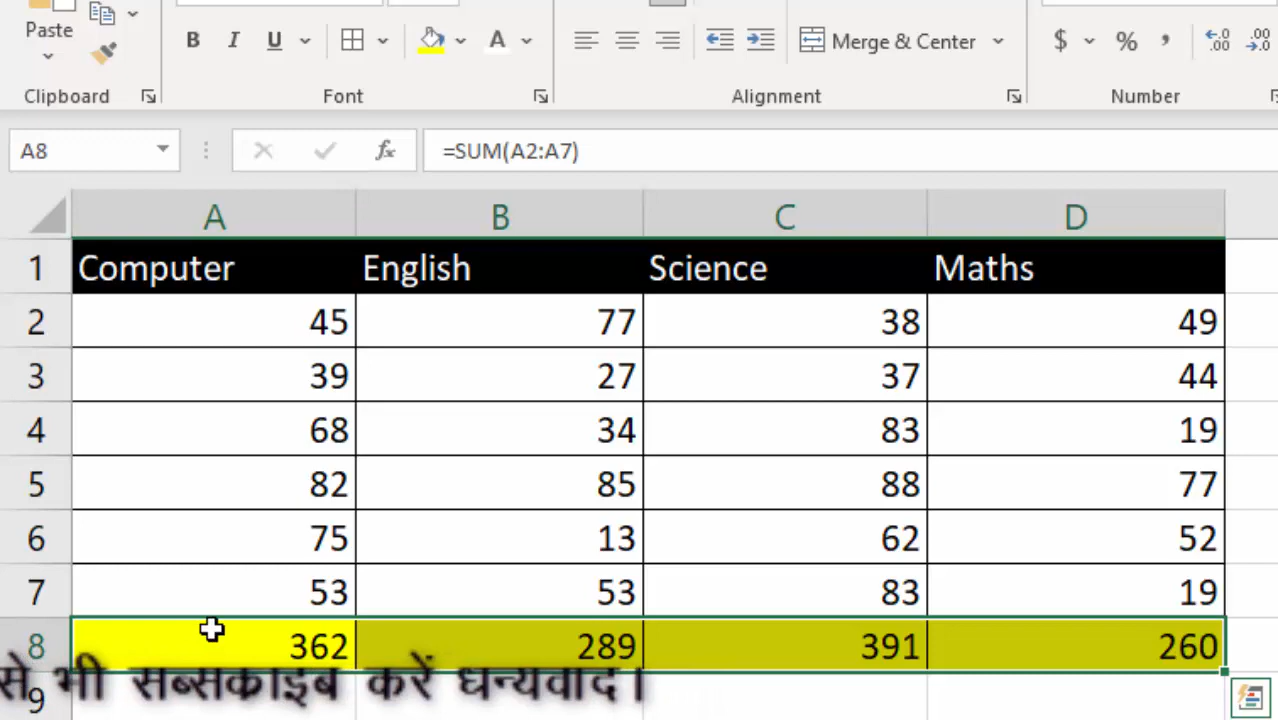 Paste
B I U A $ % , .00 .0
Merge & Center
Clipboard Font Alignment Number
A8 fx =SUM(A2:A7)
A B C D
1 Computer English Science Maths
2 45 77 38 49
3 39 27 37 44
4 68 34 83 19
5 82 85 88 77
6 75 13 62 52
7 53 53 83 19
8 362 289 391 260
से भी सब्सक्राइब करें धन्यवाद।
9